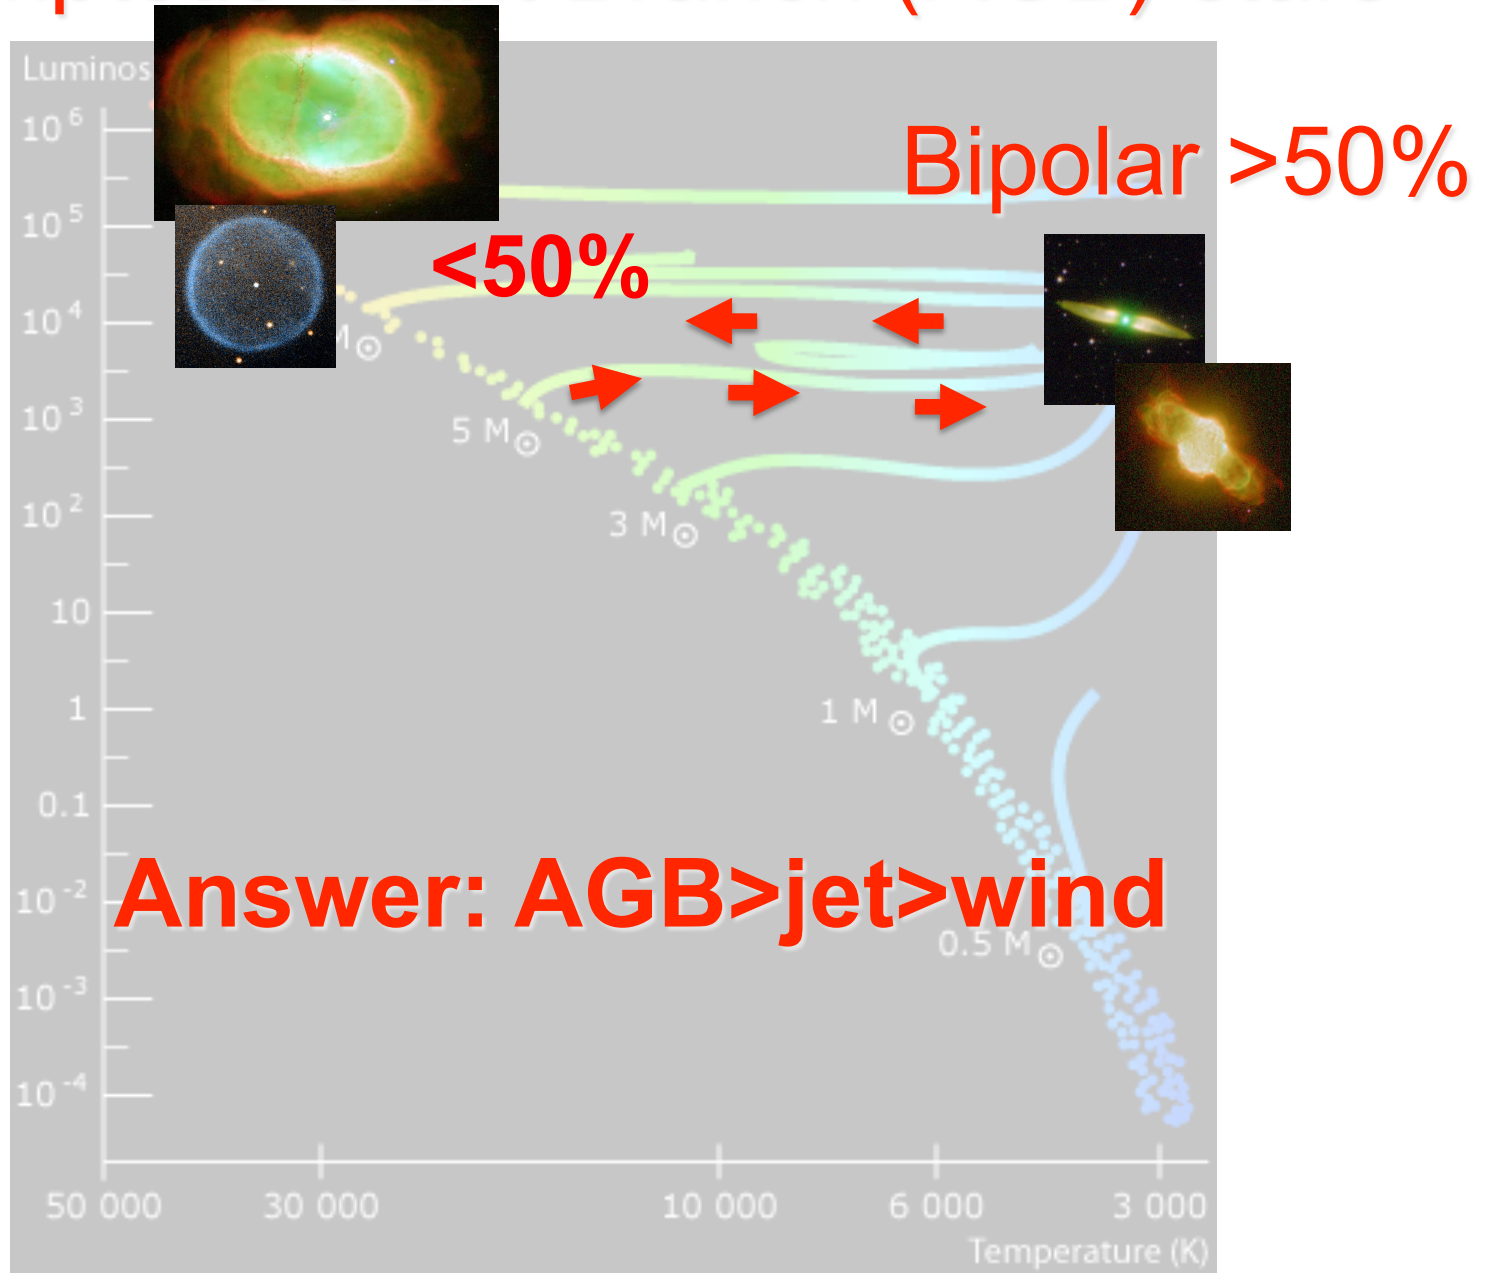 Luminos
10⁶
Bipolar >50%
10⁵
<50%
10⁴
M☉
10³
5 M☉
10²
3 M☉
10
1
1 M☉
0.1
Answer: AGB>jet>wind
10⁻²
0.5 M☉
10⁻³
10⁻⁴
50 000 30 000 10 000 6 000 3 000
Temperature (K)